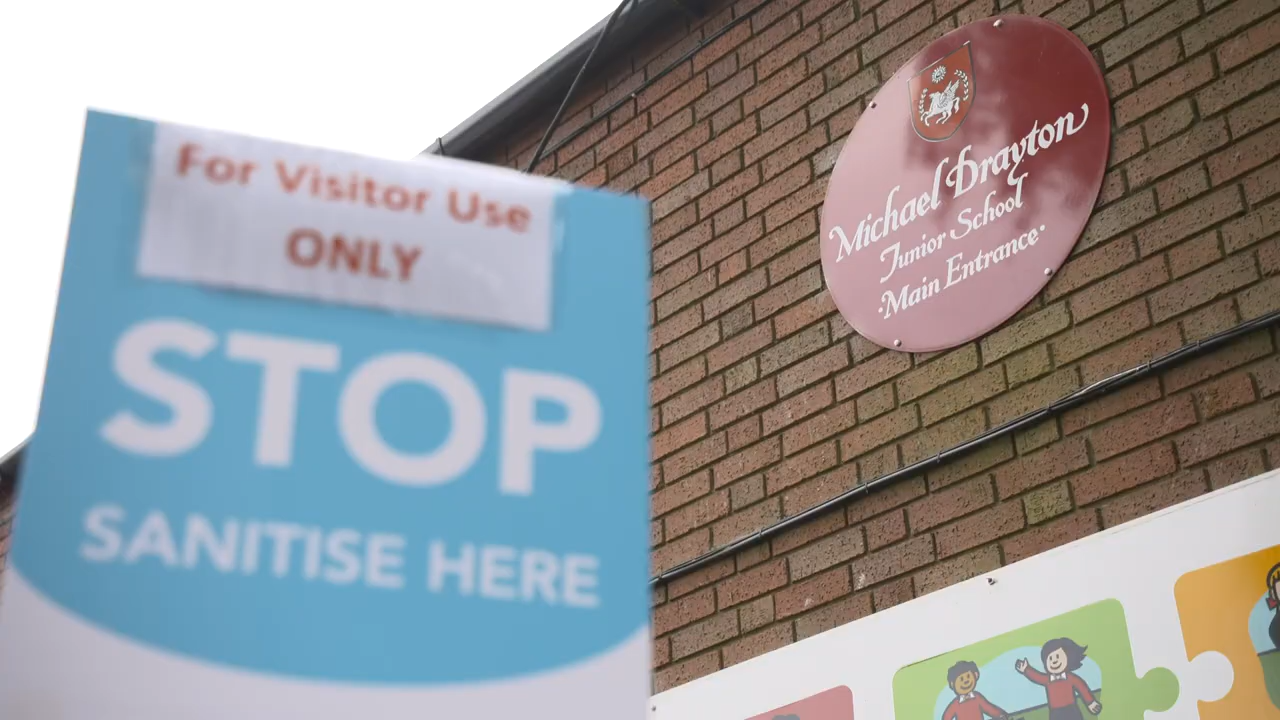 For Visitor Use
ONLY
STOP
SANITISE HERE
Michael Drayton
Junior School
·Main Entrance·